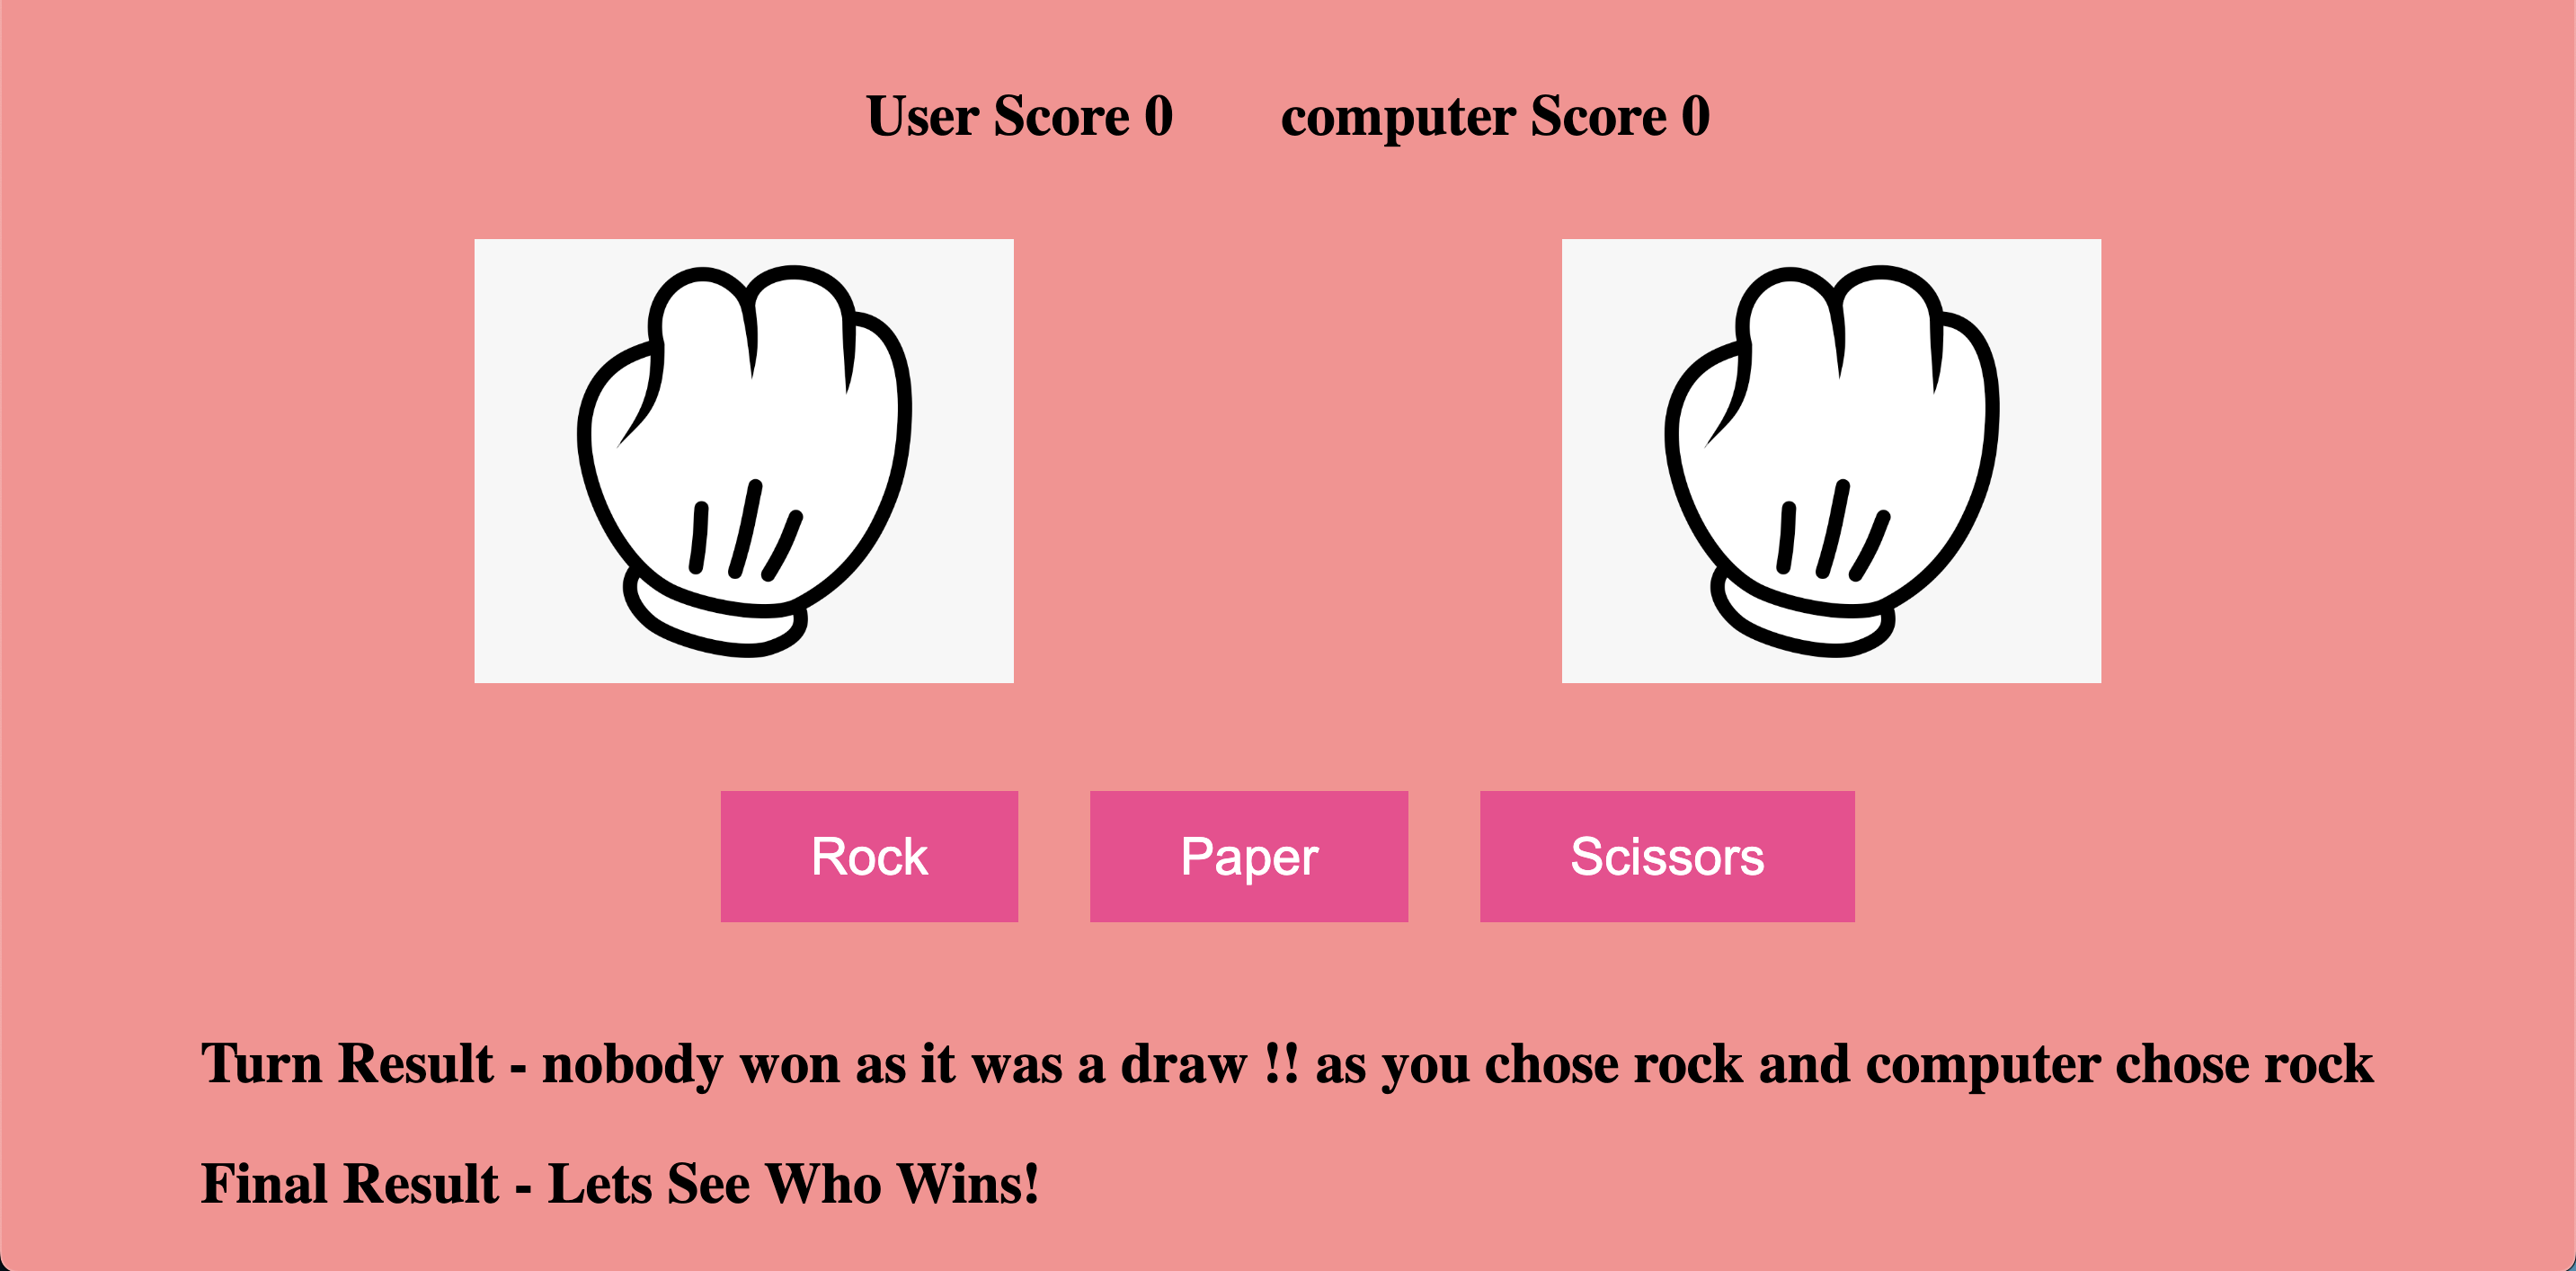 User Score 0 computer Score 0
Rock Paper Scissors
Turn Result - nobody won as it was a draw !! as you chose rock and computer chose rock
Final Result - Lets See Who Wins!